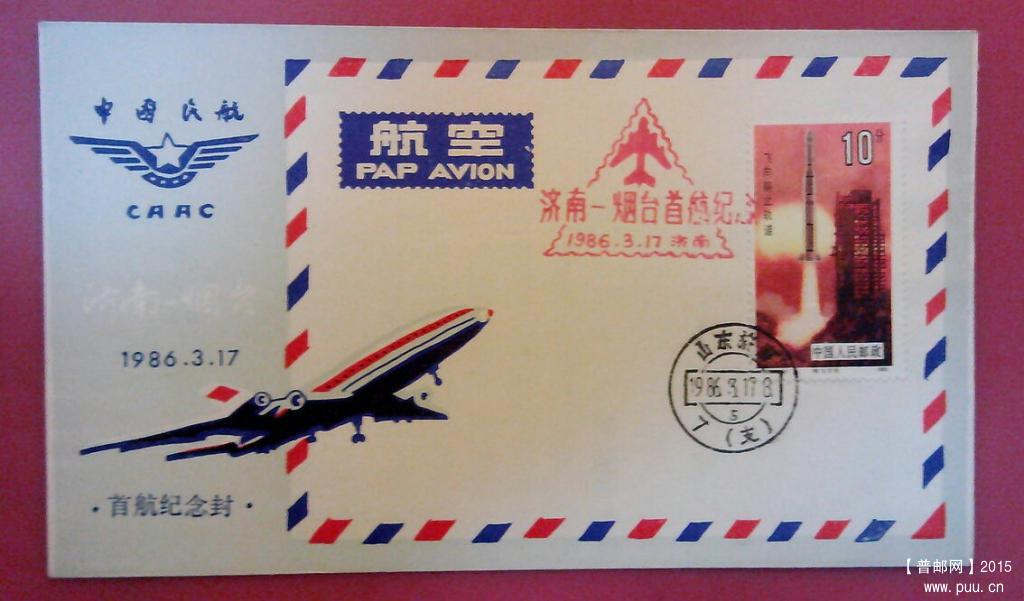 中国民航
CAAC
济南-烟台
1986.3.17
·首航纪念封·
航空
PAP AVION
济南-烟台首航纪念
1986.3.17 济南
10分
中国人民邮政
山东
1986.3.17.8
5
(支)
【普邮网】2015
www.puu.cn